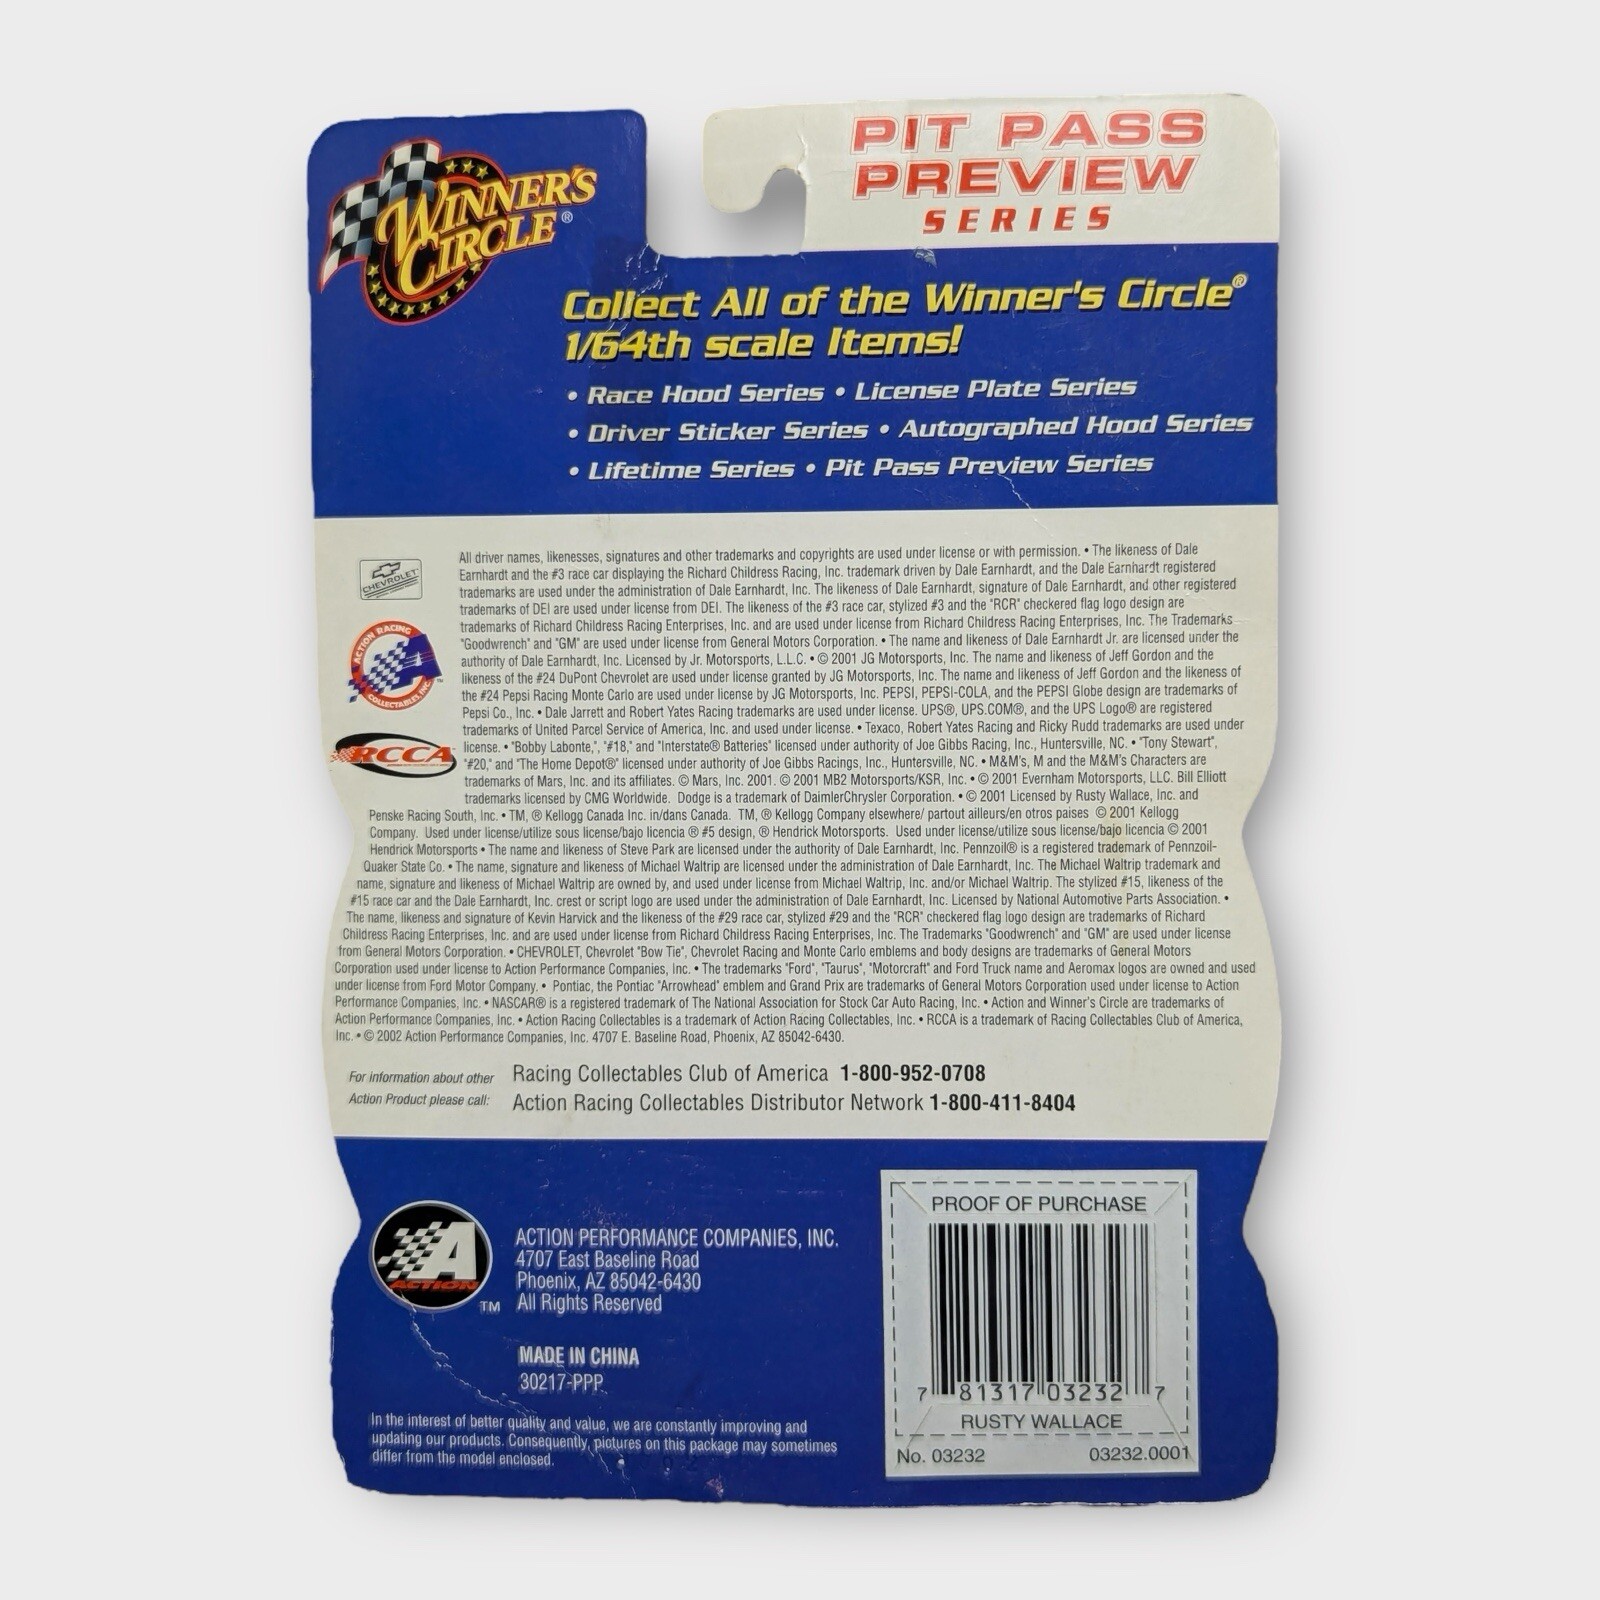 WINNER'S
CIRCLE®
PIT PASS
PREVIEW
SERIES
Collect All of the Winner's Circle®
1/64th scale Items!
• Race Hood Series • License Plate Series
• Driver Sticker Series • Autographed Hood Series
• Lifetime Series • Pit Pass Preview Series
CHEVROLET
ACTION RACING
COLLECTABLES, INC.
RCCA
All driver names, likenesses, signatures and other trademarks and copyrights are used under license or with permission. • The likeness of Dale
Earnhardt and the #3 race car displaying the Richard Childress Racing, Inc. trademark driven by Dale Earnhardt, and the Dale Earnhardt registered
trademarks are used under the administration of Dale Earnhardt, Inc. The likeness of Dale Earnhardt, signature of Dale Earnhardt, and other registered
trademarks of DEI are used under license from DEI. The likeness of the #3 race car, stylized #3 and the "RCR" checkered flag logo design are
trademarks of Richard Childress Racing Enterprises, Inc. and are used under license from Richard Childress Racing Enterprises, Inc. The Trademarks
"Goodwrench" and "GM" are used under license from General Motors Corporation. • The name and likeness of Dale Earnhardt Jr. are licensed under the
authority of Dale Earnhardt, Inc. Licensed by Jr. Motorsports, L.L.C. • © 2001 JG Motorsports, Inc. The name and likeness of Jeff Gordon and the
likeness of the #24 DuPont Chevrolet are used under license granted by JG Motorsports, Inc. The name and likeness of Jeff Gordon and the likeness of
the #24 Pepsi Racing Monte Carlo are used under license by JG Motorsports, Inc. PEPSI, PEPSI-COLA, and the PEPSI Globe design are trademarks of
Pepsi Co., Inc. • Dale Jarrett and Robert Yates Racing trademarks are used under license. UPS®, UPS.COM®, and the UPS Logo® are registered
trademarks of United Parcel Service of America, Inc. and used under license. • Texaco, Robert Yates Racing and Ricky Rudd trademarks are used under
license. • "Bobby Labonte,", "#18," and "Interstate® Batteries" licensed under authority of Joe Gibbs Racing, Inc., Huntersville, NC. • "Tony Stewart",
"#20," and "The Home Depot®" licensed under authority of Joe Gibbs Racings, Inc., Huntersville, NC. • M&M's, M and the M&M's Characters are
trademarks of Mars, Inc. and its affiliates. © Mars, Inc. 2001. © 2001 MB2 Motorsports/KSR, Inc. • © 2001 Evernham Motorsports, LLC. Bill Elliott
trademarks licensed by CMG Worldwide. Dodge is a trademark of DaimlerChrysler Corporation. • © 2001 Licensed by Rusty Wallace, Inc. and
Penske Racing South, Inc. • TM, ® Kellogg Canada Inc. in/dans Canada. TM, ® Kellogg Company elsewhere/ partout ailleurs/en otros paises © 2001 Kellogg
Company. Used under license/utilize sous license/bajo licencia ® #5 design, ® Hendrick Motorsports. Used under license/utilize sous license/bajo licencia © 2001
Hendrick Motorsports • The name and likeness of Steve Park are licensed under the authority of Dale Earnhardt, Inc. Pennzoil® is a registered trademark of Pennzoil-
Quaker State Co. • The name, signature and likeness of Michael Waltrip are licensed under the administration of Dale Earnhardt, Inc. The Michael Waltrip trademark and
name, signature and likeness of Michael Waltrip are owned by, and used under license from Michael Waltrip, Inc. and/or Michael Waltrip. The stylized #15, likeness of the
#15 race car and the Dale Earnhardt, Inc. crest or script logo are used under the administration of Dale Earnhardt, Inc. Licensed by National Automotive Parts Association. •
The name, likeness and signature of Kevin Harvick and the likeness of the #29 race car, stylized #29 and the "RCR" checkered flag logo design are trademarks of Richard
Childress Racing Enterprises, Inc. and are used under license from Richard Childress Racing Enterprises, Inc. The Trademarks "Goodwrench" and "GM" are used under license
from General Motors Corporation. • CHEVROLET, Chevrolet "Bow Tie", Chevrolet Racing and Monte Carlo emblems and body designs are trademarks of General Motors
Corporation used under license to Action Performance Companies, Inc. • The trademarks "Ford", "Taurus", "Motorcraft" and Ford Truck name and Aeromax logos are owned and used
under license from Ford Motor Company. • Pontiac, the Pontiac "Arrowhead" emblem and Grand Prix are trademarks of General Motors Corporation used under license to Action
Performance Companies, Inc. • NASCAR® is a registered trademark of The National Association for Stock Car Auto Racing, Inc. • Action and Winner's Circle are trademarks of
Action Performance Companies, Inc. • Action Racing Collectables is a trademark of Action Racing Collectables, Inc. • RCCA is a trademark of Racing Collectables Club of America,
Inc. • © 2002 Action Performance Companies, Inc. 4707 E. Baseline Road, Phoenix, AZ 85042-6430.
For information about other
Action Product please call:
Racing Collectables Club of America 1-800-952-0708
Action Racing Collectables Distributor Network 1-800-411-8404
A
ACTION
TM
ACTION PERFORMANCE COMPANIES, INC.
4707 East Baseline Road
Phoenix, AZ 85042-6430
All Rights Reserved
MADE IN CHINA
30217-PPP
In the interest of better quality and value, we are constantly improving and
updating our products. Consequently, pictures on this package may sometimes
differ from the model enclosed.
PROOF OF PURCHASE
7 81317 03232 7
RUSTY WALLACE
No. 03232 03232.0001